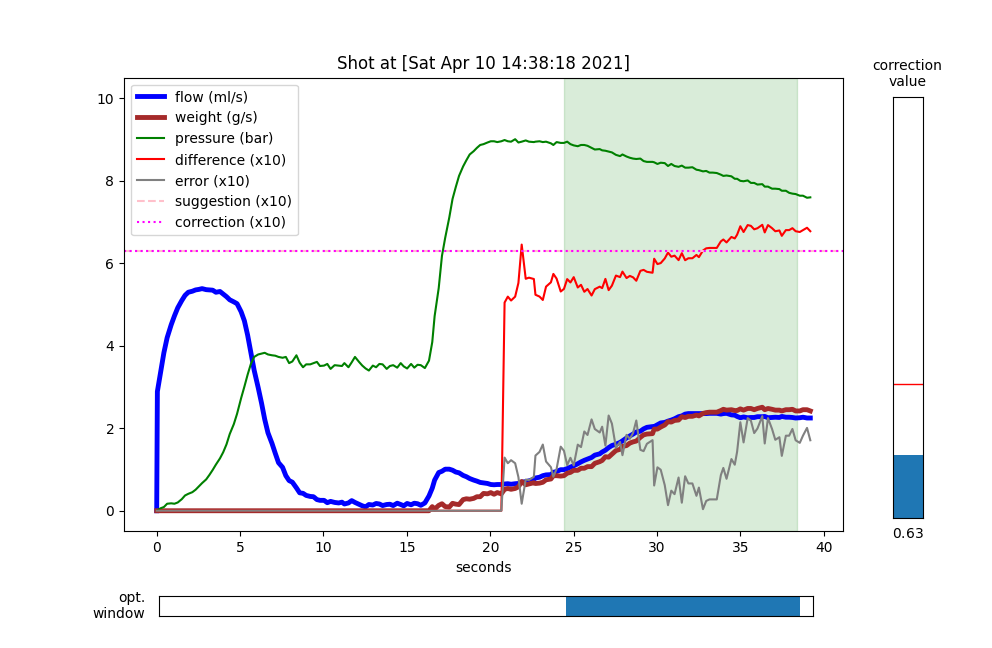 Shot at [Sat Apr 10 14:38:18 2021]
correction
value
flow (ml/s)
weight (g/s)
pressure (bar)
difference (x10)
error (x10)
suggestion (x10)
correction (x10)
10
8
6
4
2
0
0 5 10 15 20 25 30 35 40
seconds
0.63
opt.
window